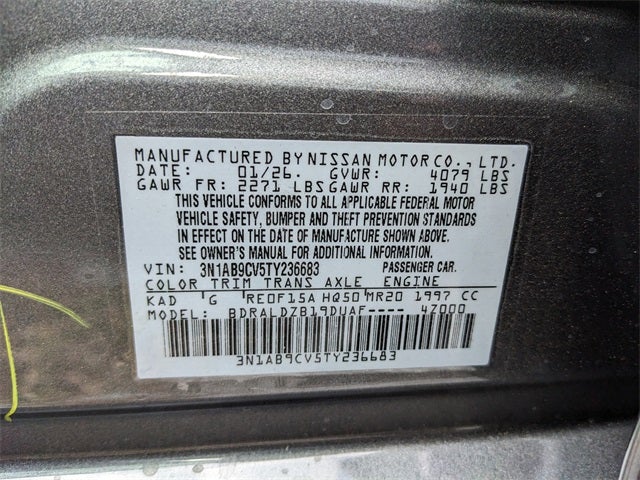 MANUFACTURED BY NISSAN MOTOR CO., LTD.
DATE: 01/26. GVWR: 4079 LBS
GAWR FR: 2271 LBS GAWR RR: 1940 LBS
THIS VEHICLE CONFORMS TO ALL APPLICABLE FEDERAL MOTOR
VEHICLE SAFETY, BUMPER AND THEFT PREVENTION STANDARDS
IN EFFECT ON THE DATE OF MANUFACTURE SHOWN ABOVE.
SEE OWNER'S MANUAL FOR ADDITIONAL INFORMATION.
VIN: 3N1AB9CV5TY236683 PASSENGER CAR.
COLOR TRIM TRANS AXLE ENGINE
KAD G RE0F15A HQ50 MR20 1997 CC
MODEL: BDRALDZB19DUAF---- 4Z000
3N1AB9CV5TY236683